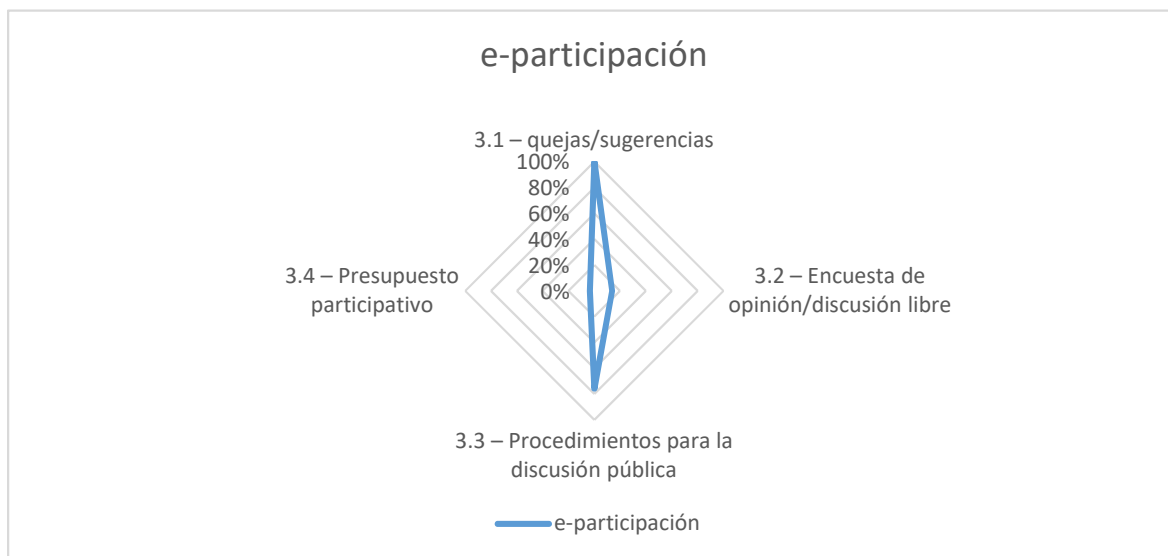 e-participación
3.1 – quejas/sugerencias
100%
80%
60%
40%
20%
0%
3.4 – Presupuesto
participativo
3.2 – Encuesta de
opinión/discusión libre
3.3 – Procedimientos para la
discusión pública
e-participación